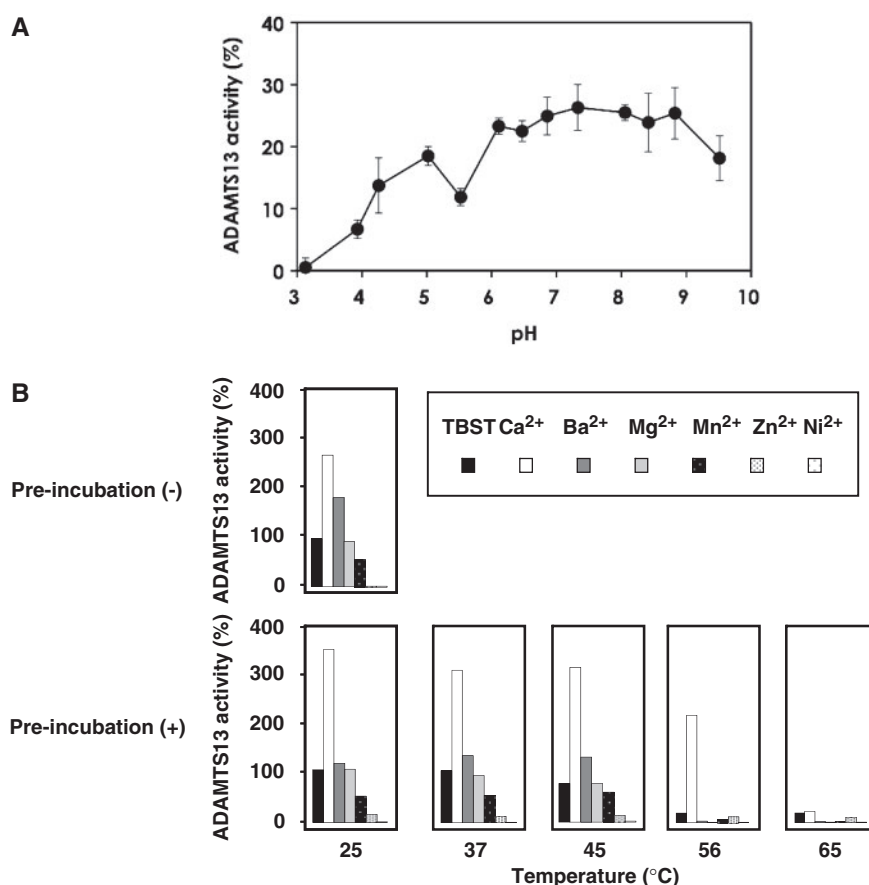 A
ADAMTS13 activity (%)
40
30
20
10
0
3 4 5 6 7 8 9 10
pH
B
Pre-incubation (-)
ADAMTS13 activity (%)
400
300
200
100
0
TBST Ca²⁺ Ba²⁺ Mg²⁺ Mn²⁺ Zn²⁺ Ni²⁺
Pre-incubation (+)
ADAMTS13 activity (%)
400
300
200
100
0
25 37 45 56 65
Temperature (°C)